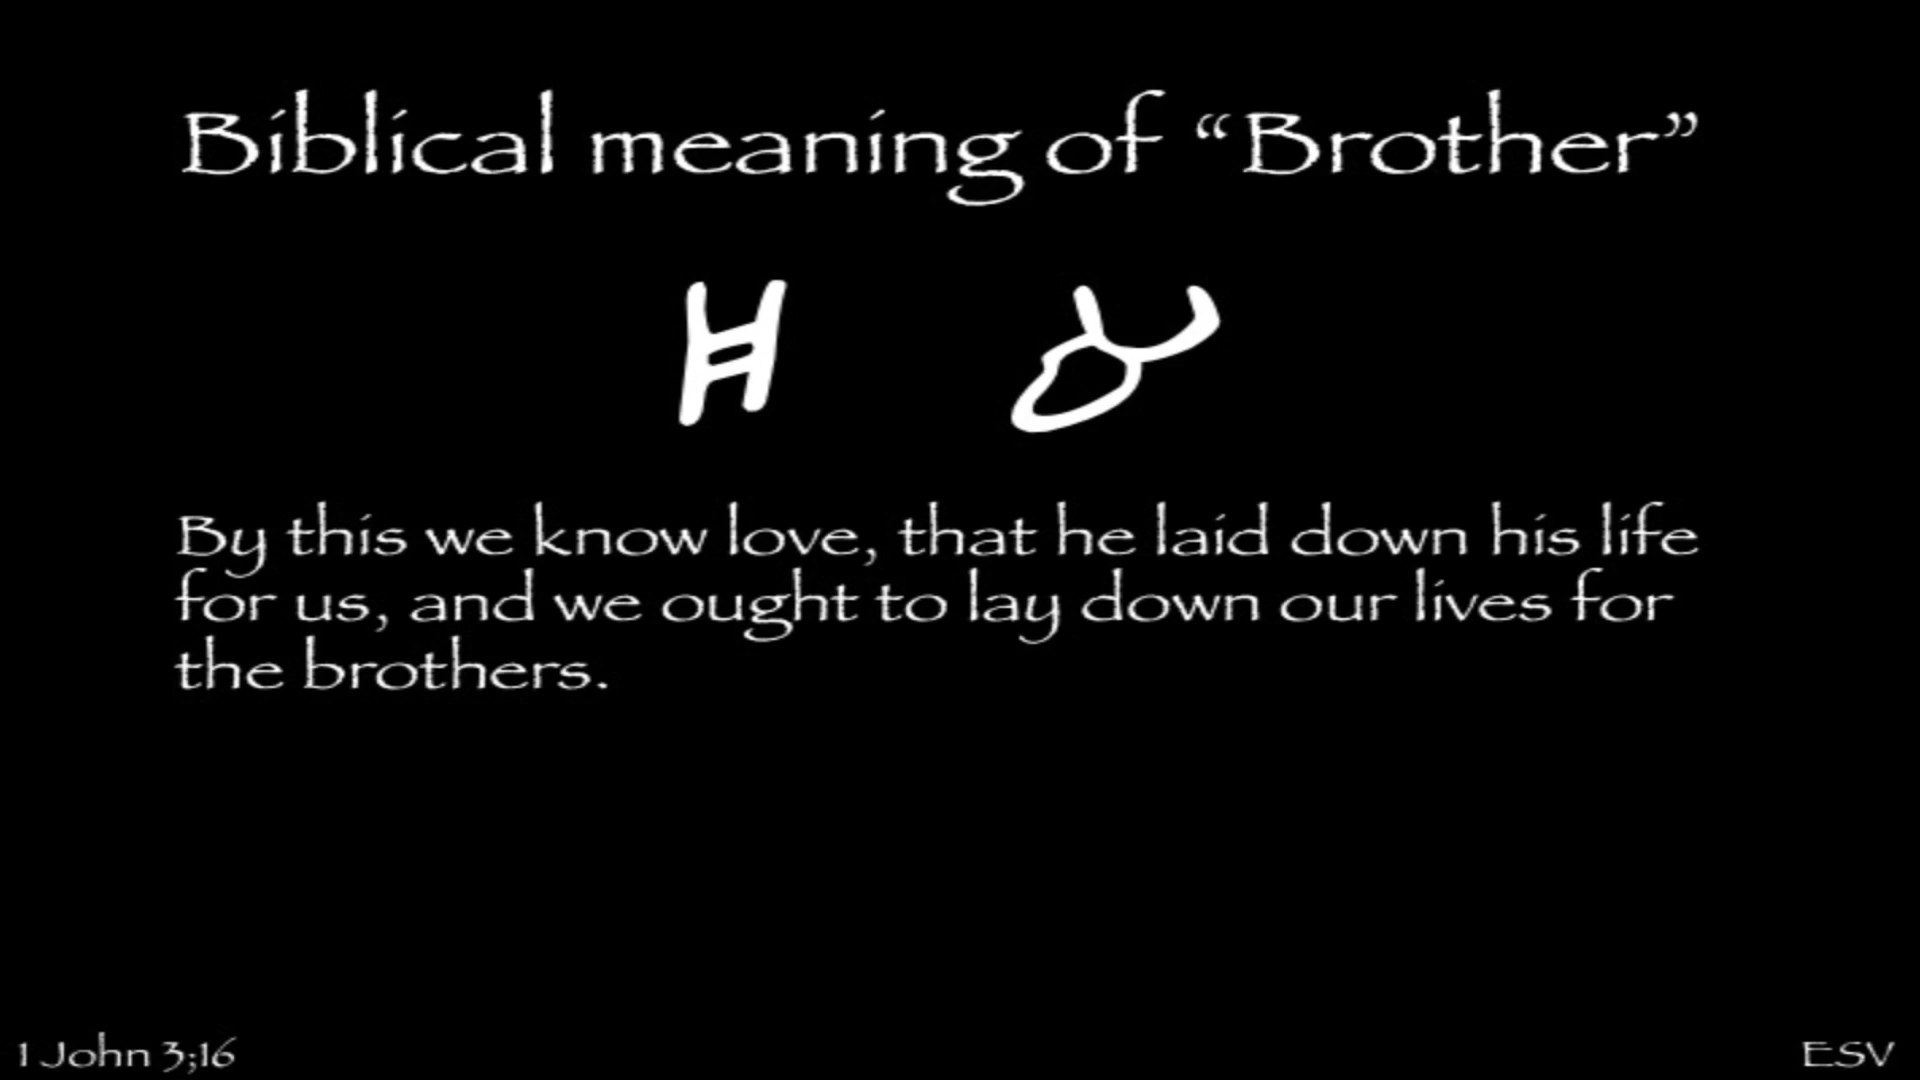 Biblical meaning of “Brother”
By this we know love, that he laid down his life
for us, and we ought to lay down our lives for
the brothers.
1 John 3;16
ESV